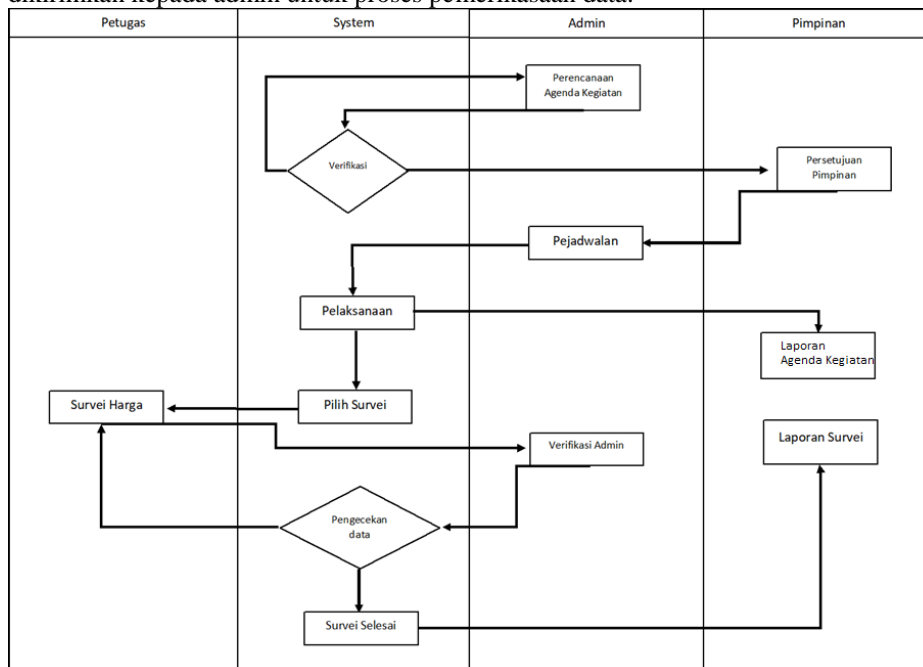 dikirimkan kepada admin untuk proses pemeriksaan data.
Petugas
System
Admin
Pimpinan
Perencanaan
Agenda Kegiatan
Verifikasi
Persetujuan
Pimpinan
Pejadwalan
Pelaksanaan
Laporan
Agenda Kegiatan
Survei Harga
Pilih Survei
Verifikasi Admin
Laporan Survei
Pengecekan
data
Survei Selesai